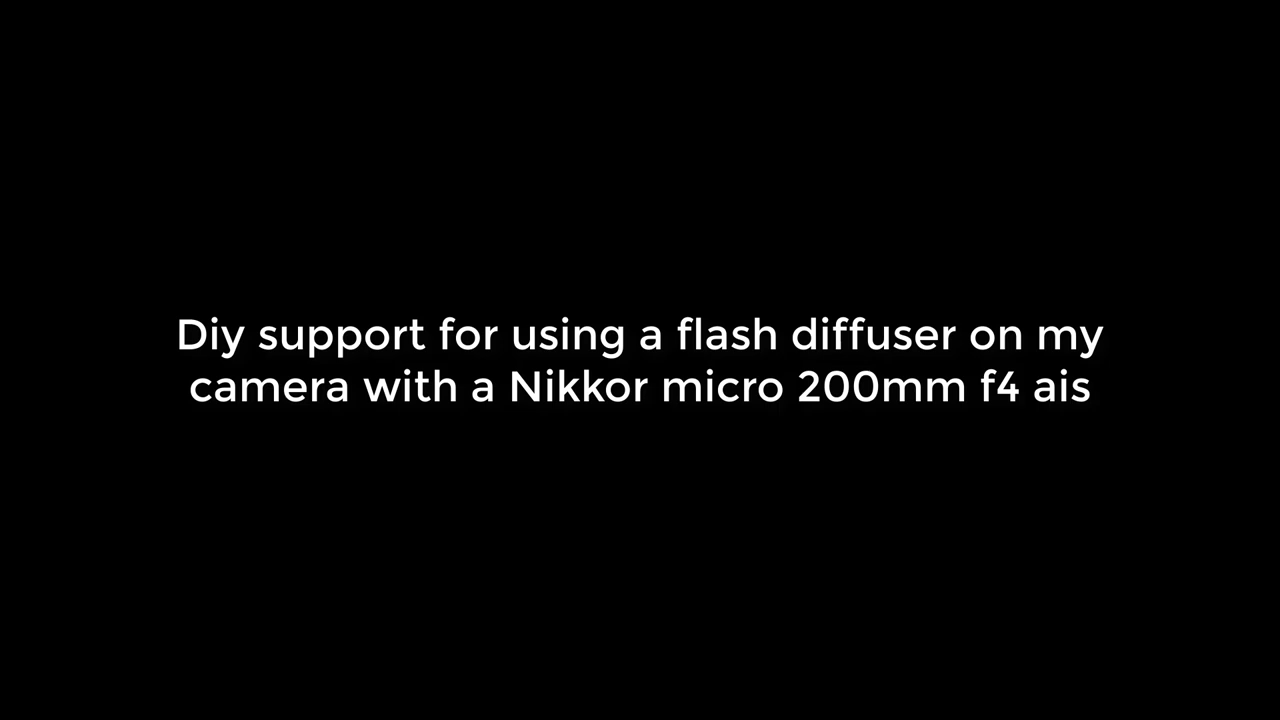 Diy support for using a flash diffuser on my
camera with a Nikkor micro 200mm f4 ais